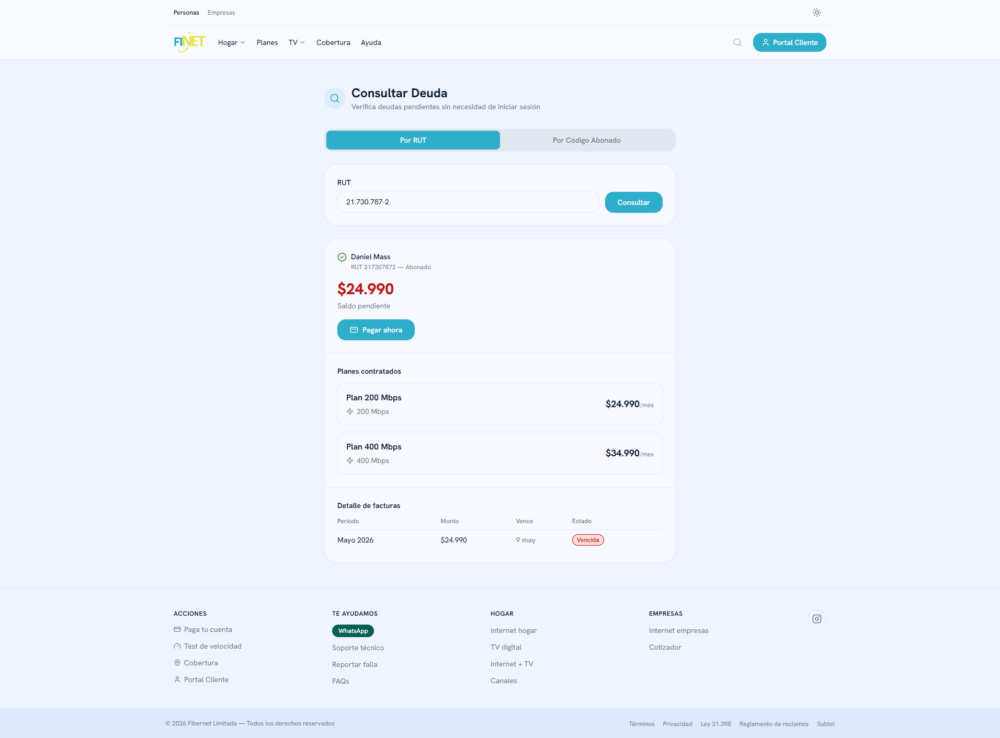 Personas Empresas
FINET Hogar Planes TV Cobertura Ayuda Portal Cliente
Consultar Deuda
Verifica deudas pendientes sin necesidad de iniciar sesión
Por RUT Por Código Abonado
RUT
21.730.787-2 Consultar
Daniel Mass
RUT 217307872 — Abonado
$24.990
Saldo pendiente
Pagar ahora
Planes contratados
Plan 200 Mbps
200 Mbps
$24.990/mes
Plan 400 Mbps
400 Mbps
$34.990/mes
Detalle de facturas
Periodo Monto Vence Estado
Mayo 2026 $24.990 9 may Vencida
ACCIONES
Paga tu cuenta
Test de velocidad
Cobertura
Portal Cliente
TE AYUDAMOS
WhatsApp
Soporte técnico
Reportar falla
FAQs
HOGAR
Internet hogar
TV digital
Internet + TV
Canales
EMPRESAS
Internet empresas
Cotizador
© 2026 Fibernet Limitada — Todos los derechos reservados
Términos Privacidad Ley 21.398 Reglamento de reclamos Subtel